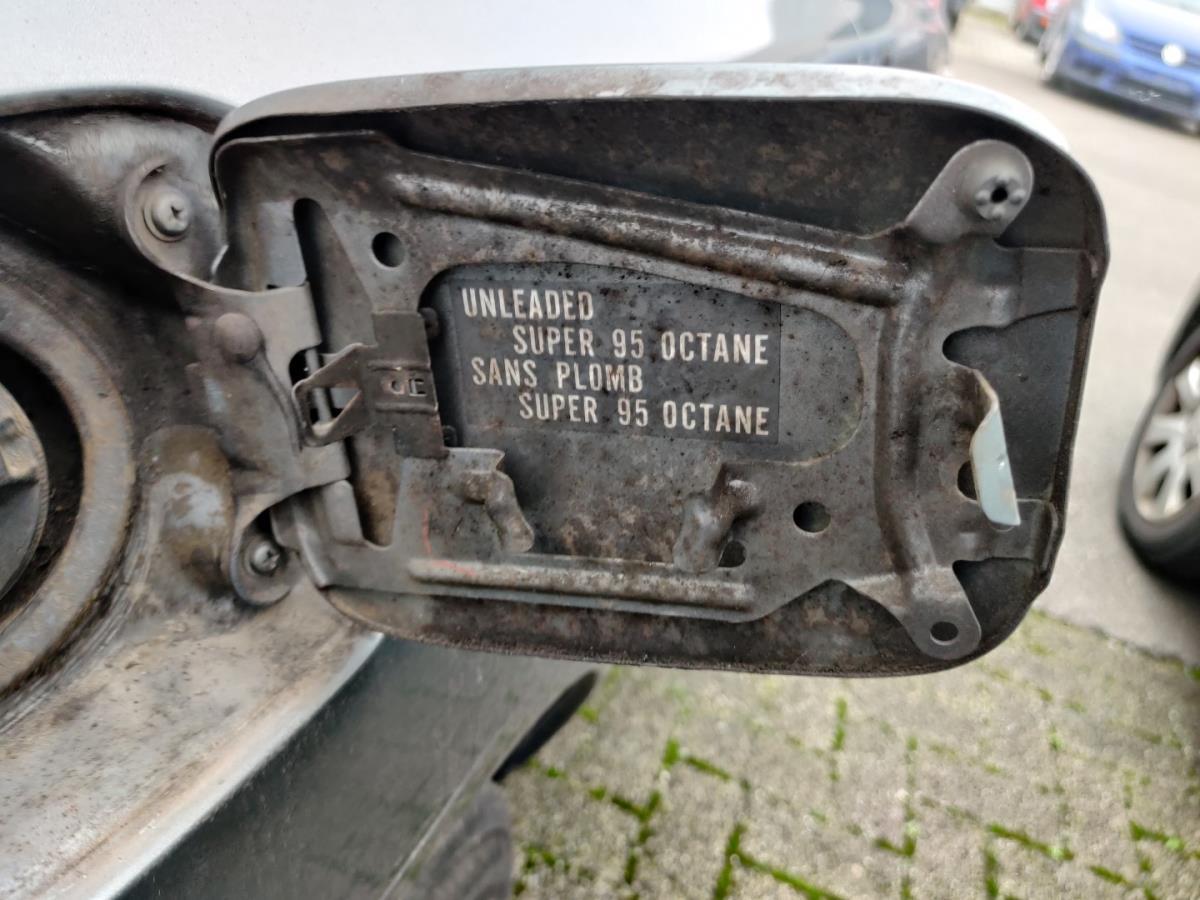 UNLEADED
SUPER 95 OCTANE
SANS PLOMB
SUPER 95 OCTANE